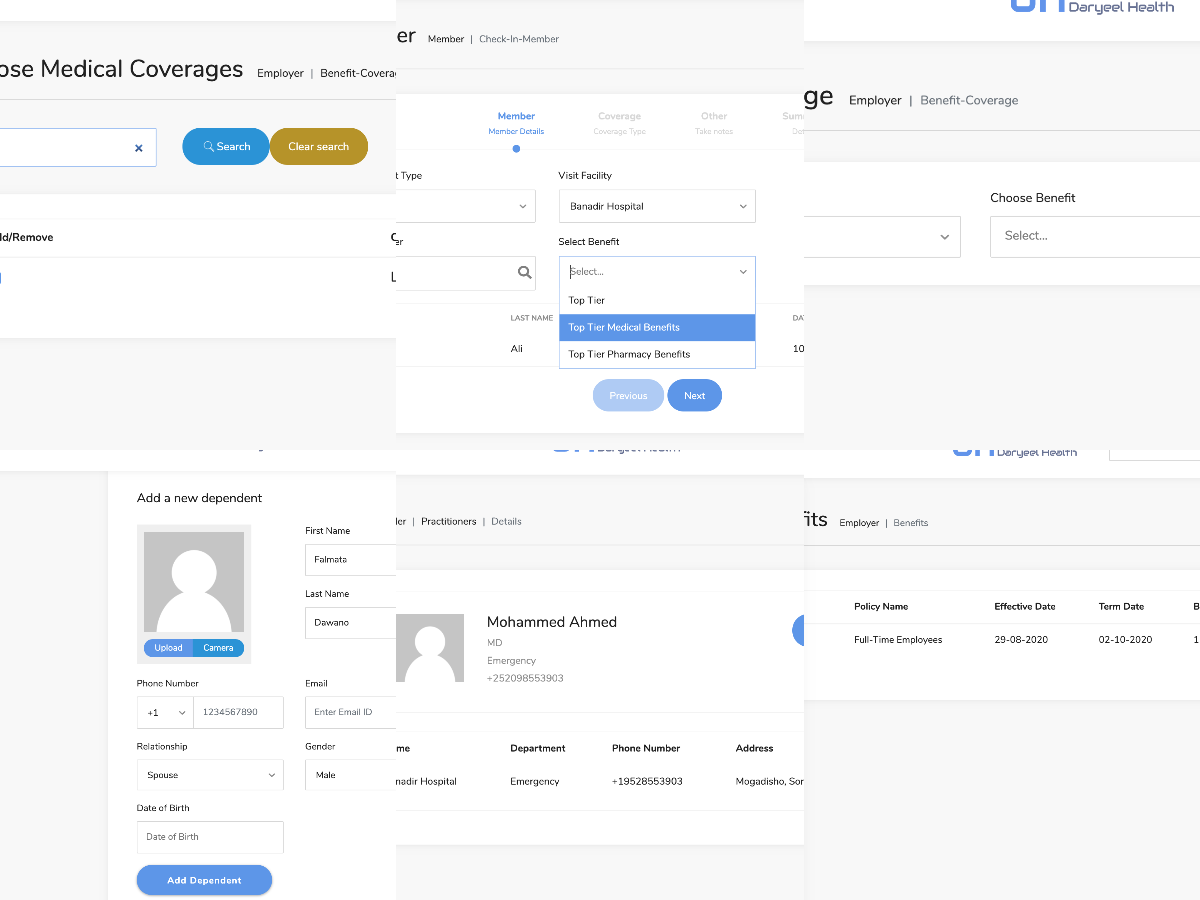 ose Medical Coverages Employer | Benefit-Covera
Search Clear search
ld/Remove
er Member | Check-In-Member
Member Coverage Other Sum
Member Details Coverage Type Take notes
t Type Visit Facility
Banadir Hospital
er Select Benefit
Select...
Top Tier
Top Tier Medical Benefits
Top Tier Pharmacy Benefits
LAST NAME DA
Ali 10
Previous Next
Daryeel Health
ge Employer | Benefit-Coverage
Choose Benefit
Select...
Add a new dependent
First Name
Falmata
Last Name
Dawano
Upload Camera
Phone Number Email
+1 1234567890 Enter Email ID
Relationship Gender
Spouse Male
Date of Birth
Date of Birth
Add Dependent
Daryeel Health
er | Practitioners | Details
Mohammed Ahmed
MD
Emergency
+252098553903
me Department Phone Number Address
nadir Hospital Emergency +19528553903 Mogadisho, Som
Daryeel Health
fits Employer | Benefits
Policy Name Effective Date Term Date B
Full-Time Employees 29-08-2020 02-10-2020 1